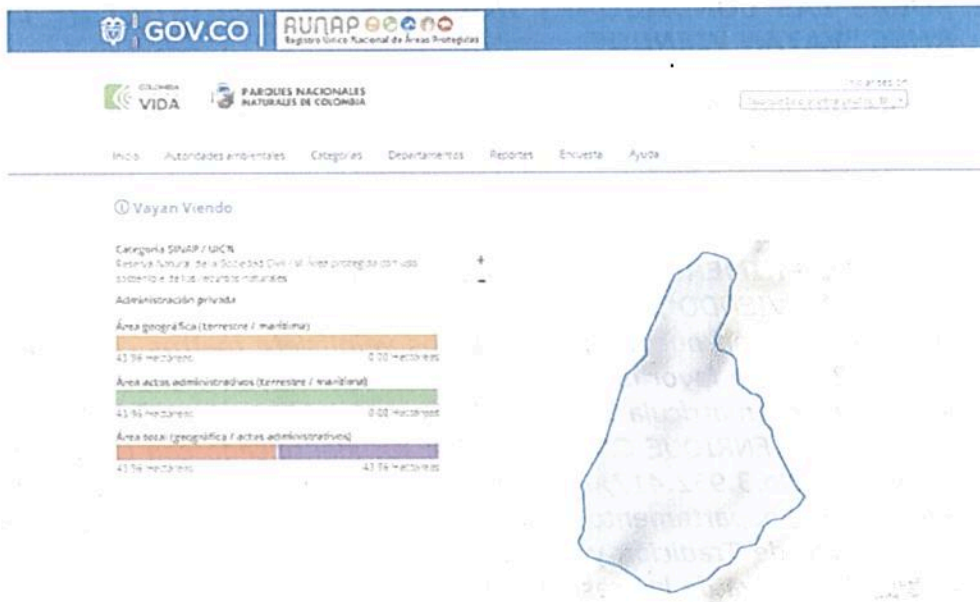 GOV.CO
RUNAP
Registro Único Nacional de Áreas Protegidas
COLOMBIA
VIDA
PARQUES NACIONALES
NATURALES DE COLOMBIA
Inicio Autoridades ambientales Categorías Departamentos Reportes Encuesta Ayuda
Vayan Viendo
Categoría SINAP / UICN
Reserva Natural de la Sociedad Civil / VI Área protegida con uso
sostenible de los recursos naturales
+
-
Administración privada
Área geográfica (terrestre / marítima)
43.96 Hectáreas 0.00 Hectáreas
Área actos administrativos (terrestre / marítima)
43.96 Hectáreas 0.00 Hectáreas
Área total (geográfica / actos administrativos)
43.96 Hectáreas 43.96 Hectáreas